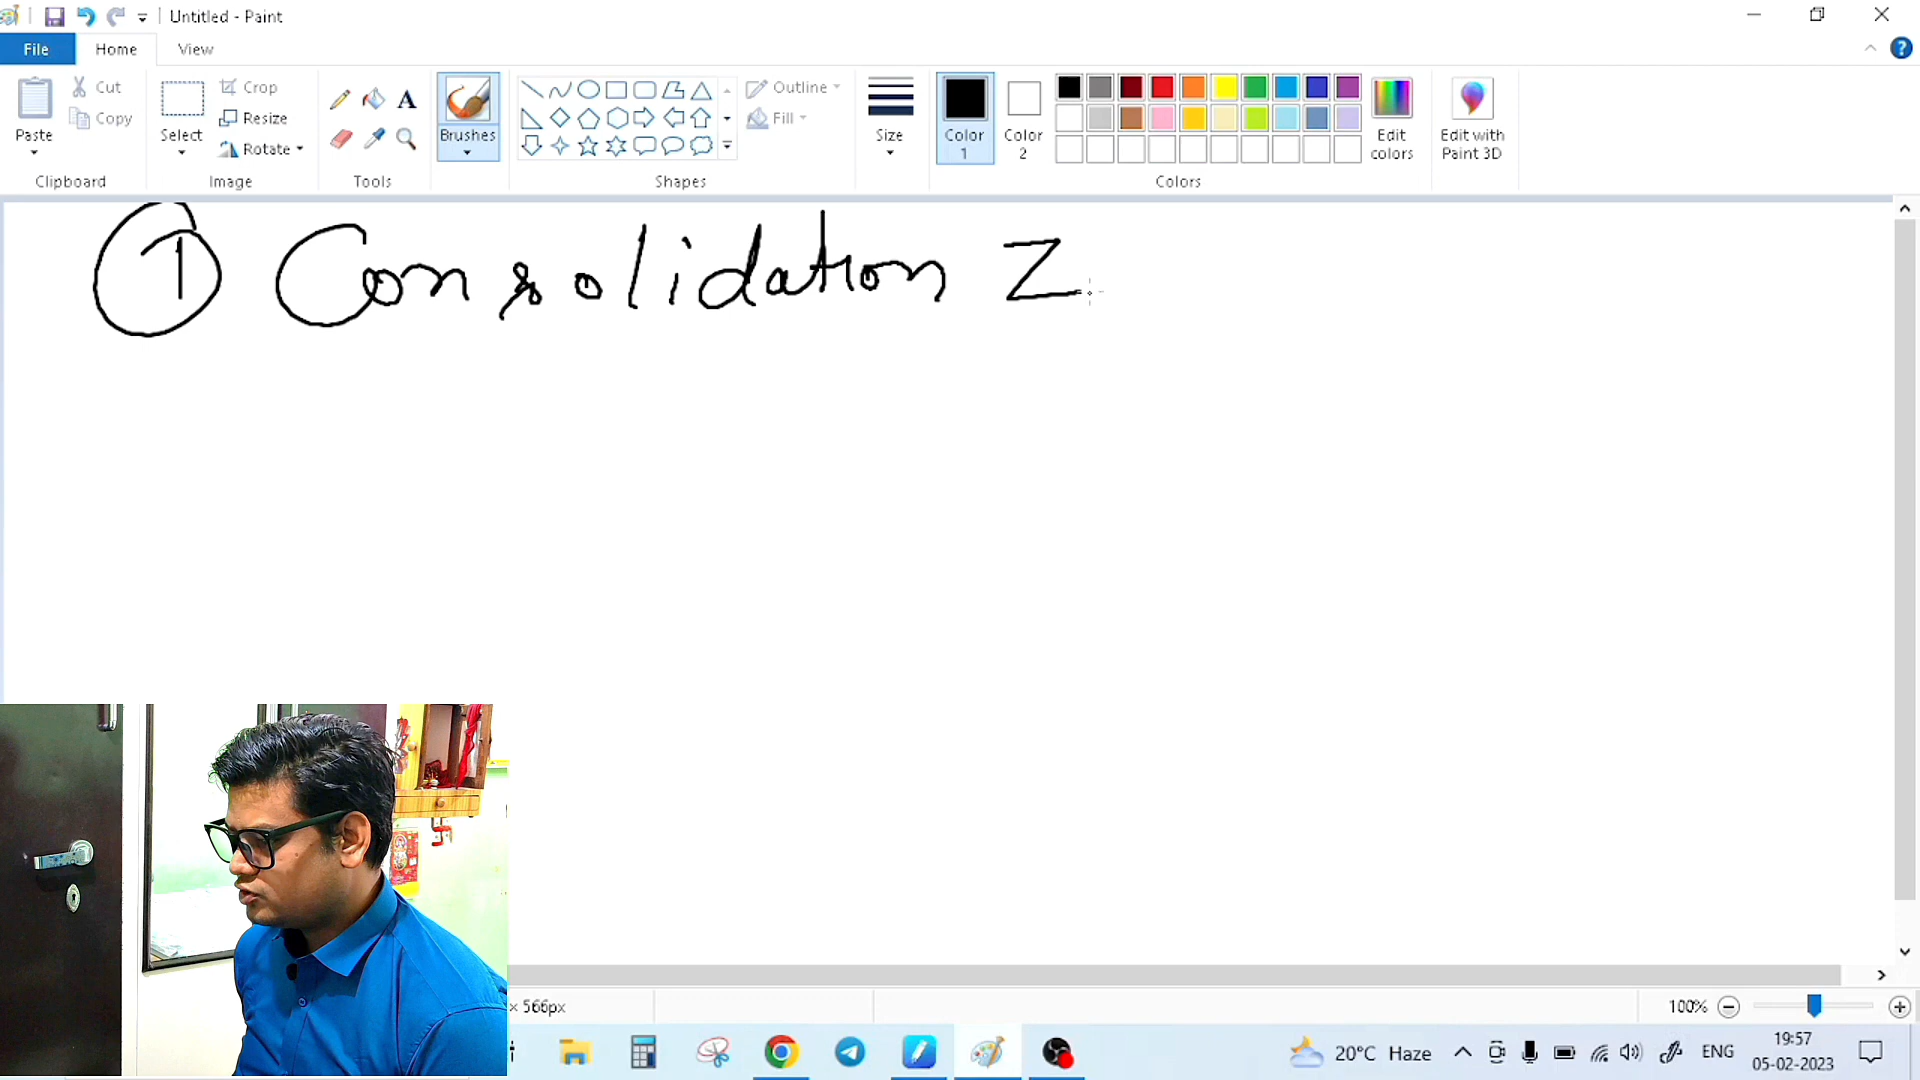 Untitled - Paint
File Home View
Cut
Copy
Paste
Clipboard
Crop
Resize
Rotate
Select
Image
Tools
Brushes
Outline
Fill
Shapes
Size
Color 1
Color 2
Edit colors
Colors
Edit with Paint 3D
① Consolidation Z
× 566px
100%
20°C Haze
ENG
19:57
05-02-2023